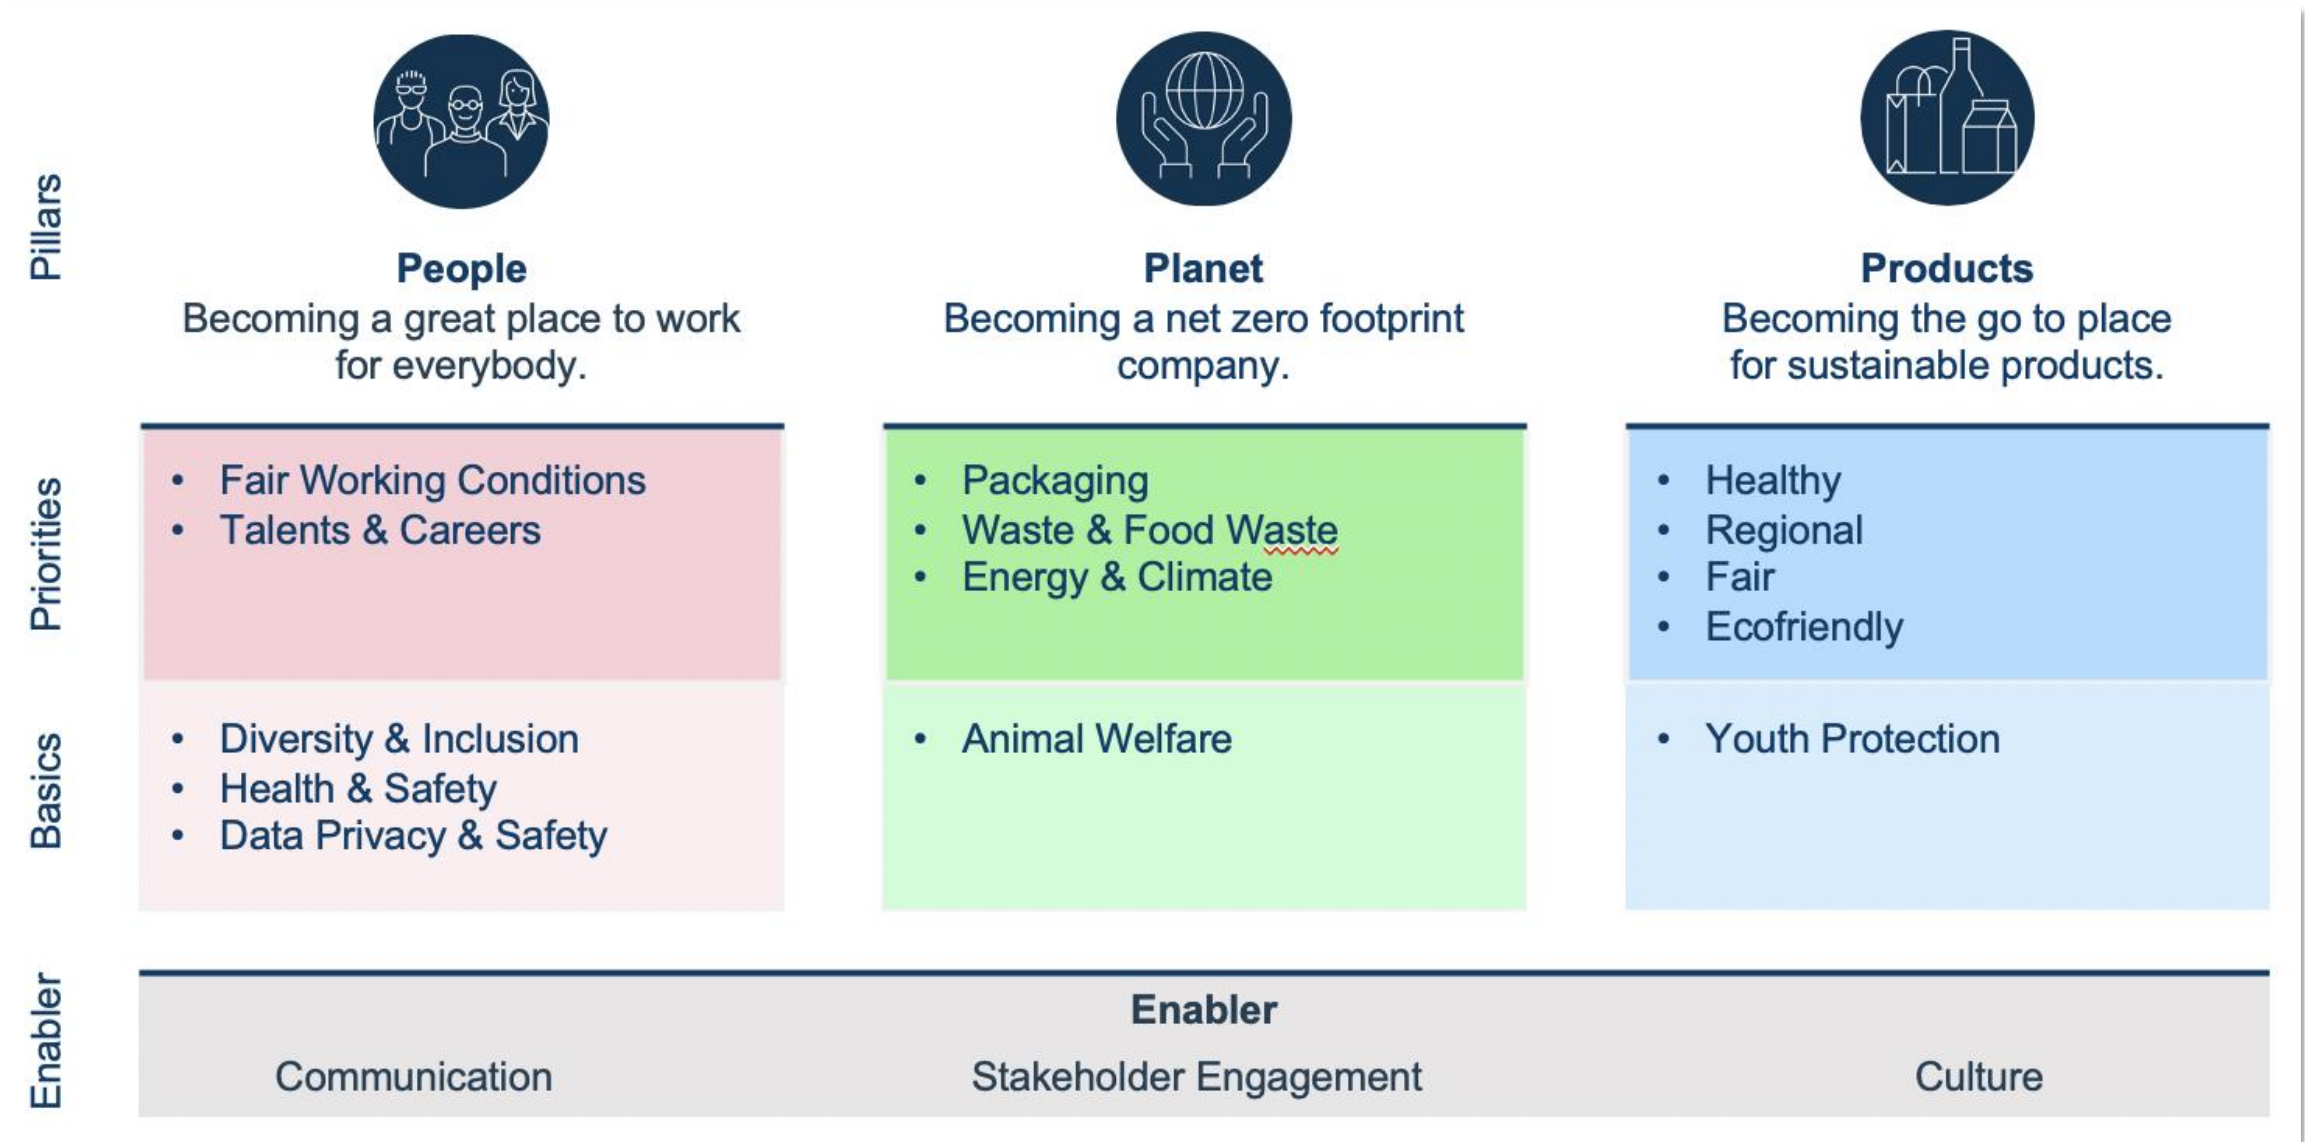 Pillars
People
Becoming a great place to work
for everybody.
Planet
Becoming a net zero footprint
company.
Products
Becoming the go to place
for sustainable products.
Priorities
• Fair Working Conditions
• Talents & Careers
• Packaging
• Waste & Food Waste
• Energy & Climate
• Healthy
• Regional
• Fair
• Ecofriendly
Basics
• Diversity & Inclusion
• Health & Safety
• Data Privacy & Safety
• Animal Welfare
• Youth Protection
Enabler
Enabler
Communication
Stakeholder Engagement
Culture